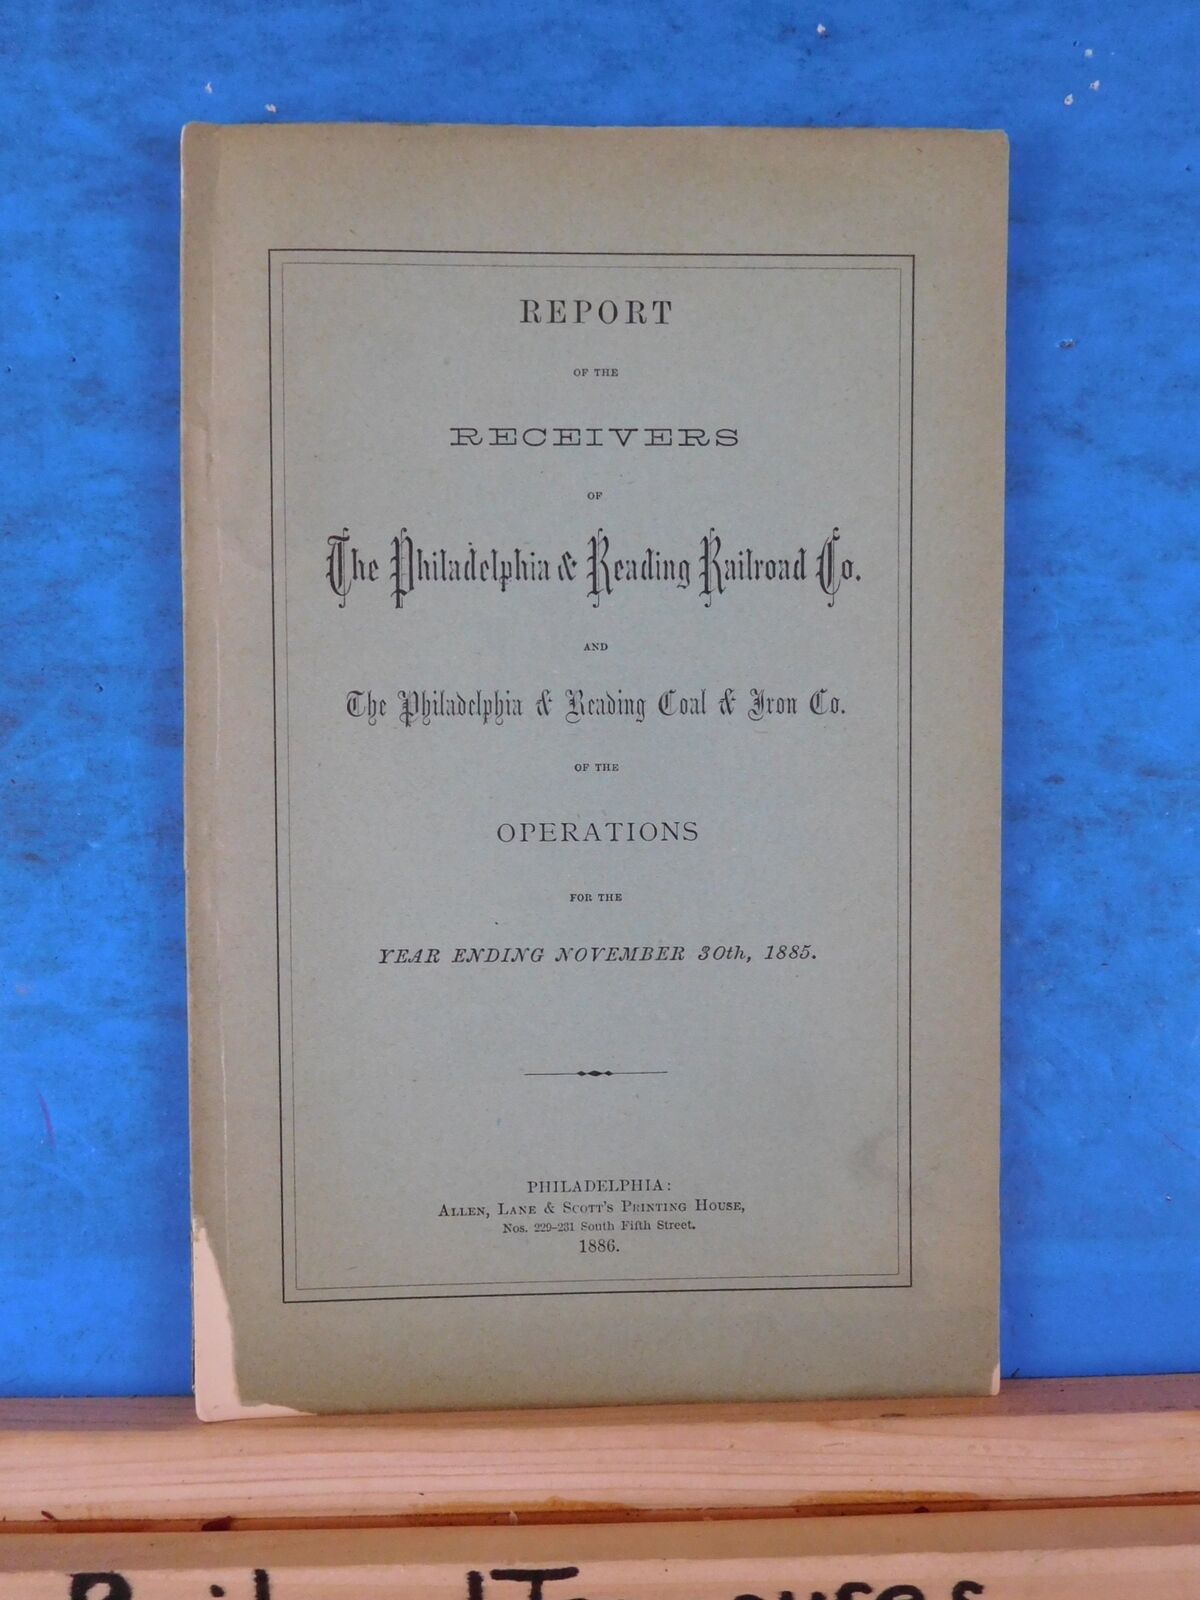 REPORT
OF THE
RECEIVERS
OF
The Philadelphia & Reading Railroad Co.
AND
The Philadelphia & Reading Coal & Iron Co.
OF THE
OPERATIONS
FOR THE
YEAR ENDING NOVEMBER 30th, 1885.
PHILADELPHIA:
ALLEN, LANE & SCOTT'S PRINTING HOUSE,
Nos. 229-231 South Fifth Street.
1886.
Railroad Treasures